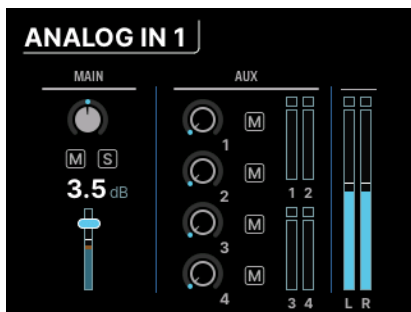 ANALOG IN 1
MAIN
AUX
M S
3.5 dB
1 M
2 M
3 M
4 M
1 2
3 4
L R